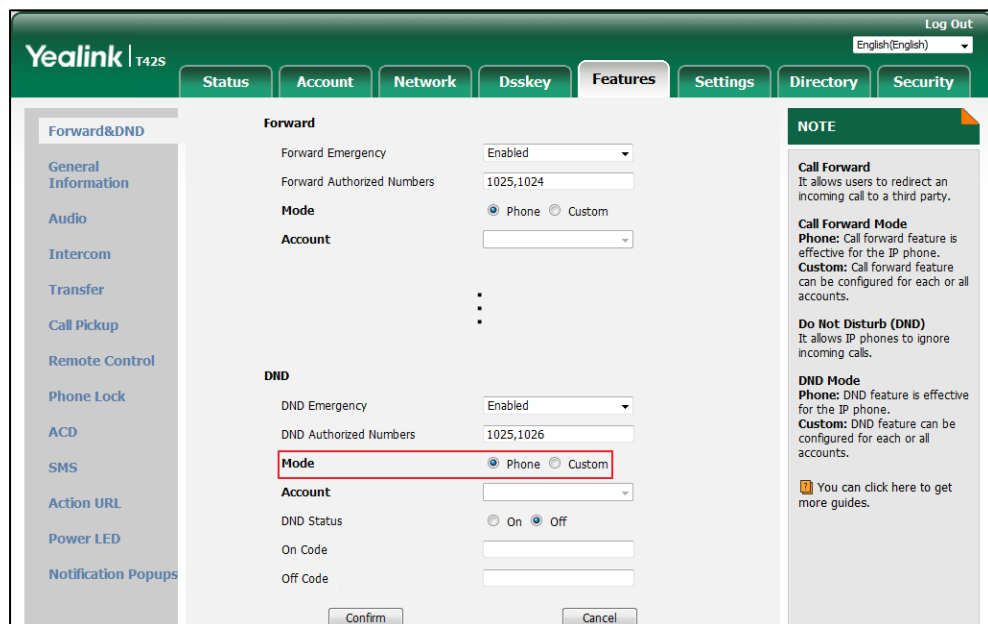 Log Out
English(English)
Yealink | T42S
Status Account Network Dsskey Features Settings Directory Security
Forward&DND
General
Information
Audio
Intercom
Transfer
Call Pickup
Remote Control
Phone Lock
ACD
SMS
Action URL
Power LED
Notification Popups
Forward
Forward Emergency Enabled
Forward Authorized Numbers 1025,1024
Mode Phone Custom
Account
DND
DND Emergency Enabled
DND Authorized Numbers 1025,1026
Mode Phone Custom
Account
DND Status On Off
On Code
Off Code
Confirm Cancel
NOTE
Call Forward
It allows users to redirect an
incoming call to a third party.
Call Forward Mode
Phone: Call forward feature is
effective for the IP phone.
Custom: Call forward feature
can be configured for each or all
accounts.
Do Not Disturb (DND)
It allows IP phones to ignore
incoming calls.
DND Mode
Phone: DND feature is effective
for the IP phone.
Custom: DND feature can be
configured for each or all
accounts.
You can click here to get
more guides.